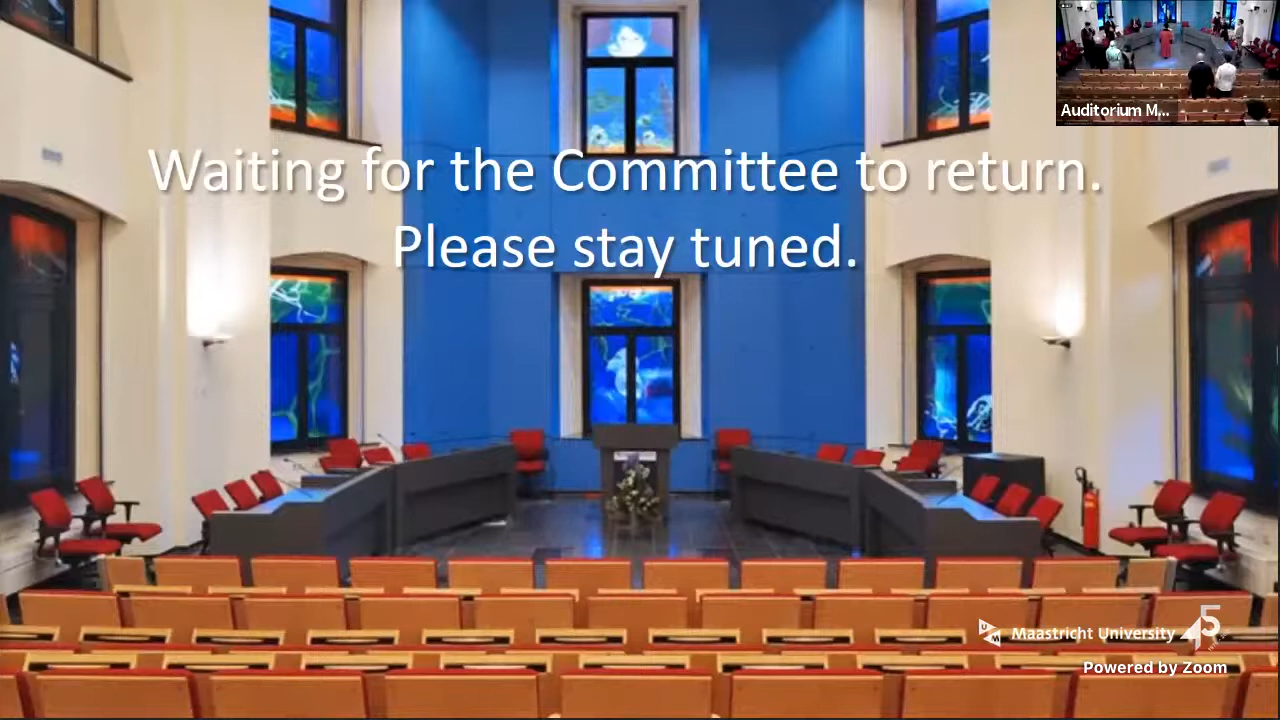 Auditorium M...
Waiting for the Committee to return.
Please stay tuned.
Maastricht University 45
Powered by Zoom